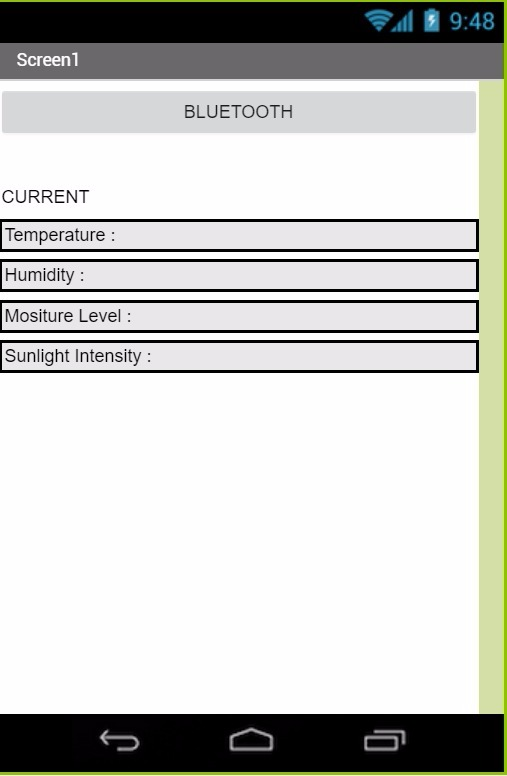 9:48
Screen1
BLUETOOTH
CURRENT
Temperature :
Humidity :
Mositure Level :
Sunlight Intensity :